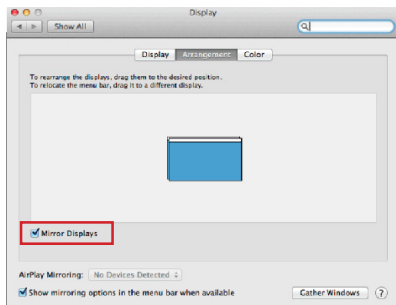 Display
Show All
Display Arrangement Color
To rearrange the displays, drag them to the desired position.
To relocate the menu bar, drag it to a different display.
Mirror Displays
AirPlay Mirroring: No Devices Detected
Show mirroring options in the menu bar when available
Gather Windows ?